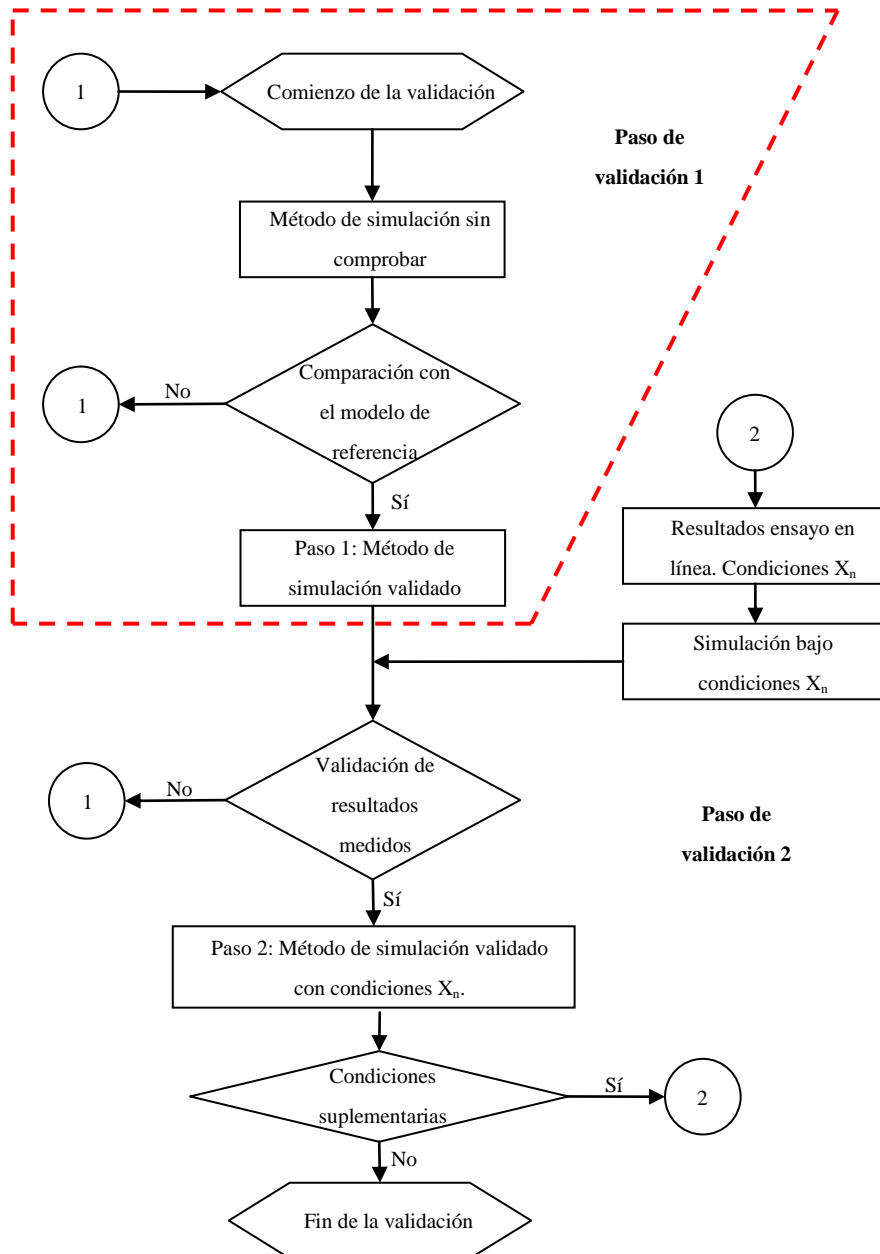 1
Comienzo de la validación
Paso de
validación 1
Método de simulación sin
comprobar
Comparación con
el modelo de
referencia
No
1
Sí
2
Paso 1: Método de
simulación validado
Resultados ensayo en
línea. Condiciones Xₙ
Simulación bajo
condiciones Xₙ
Validación de
resultados
medidos
No
1
Paso de
validación 2
Sí
Paso 2: Método de simulación validado
con condiciones Xₙ.
Condiciones
suplementarias
Sí
2
No
Fin de la validación